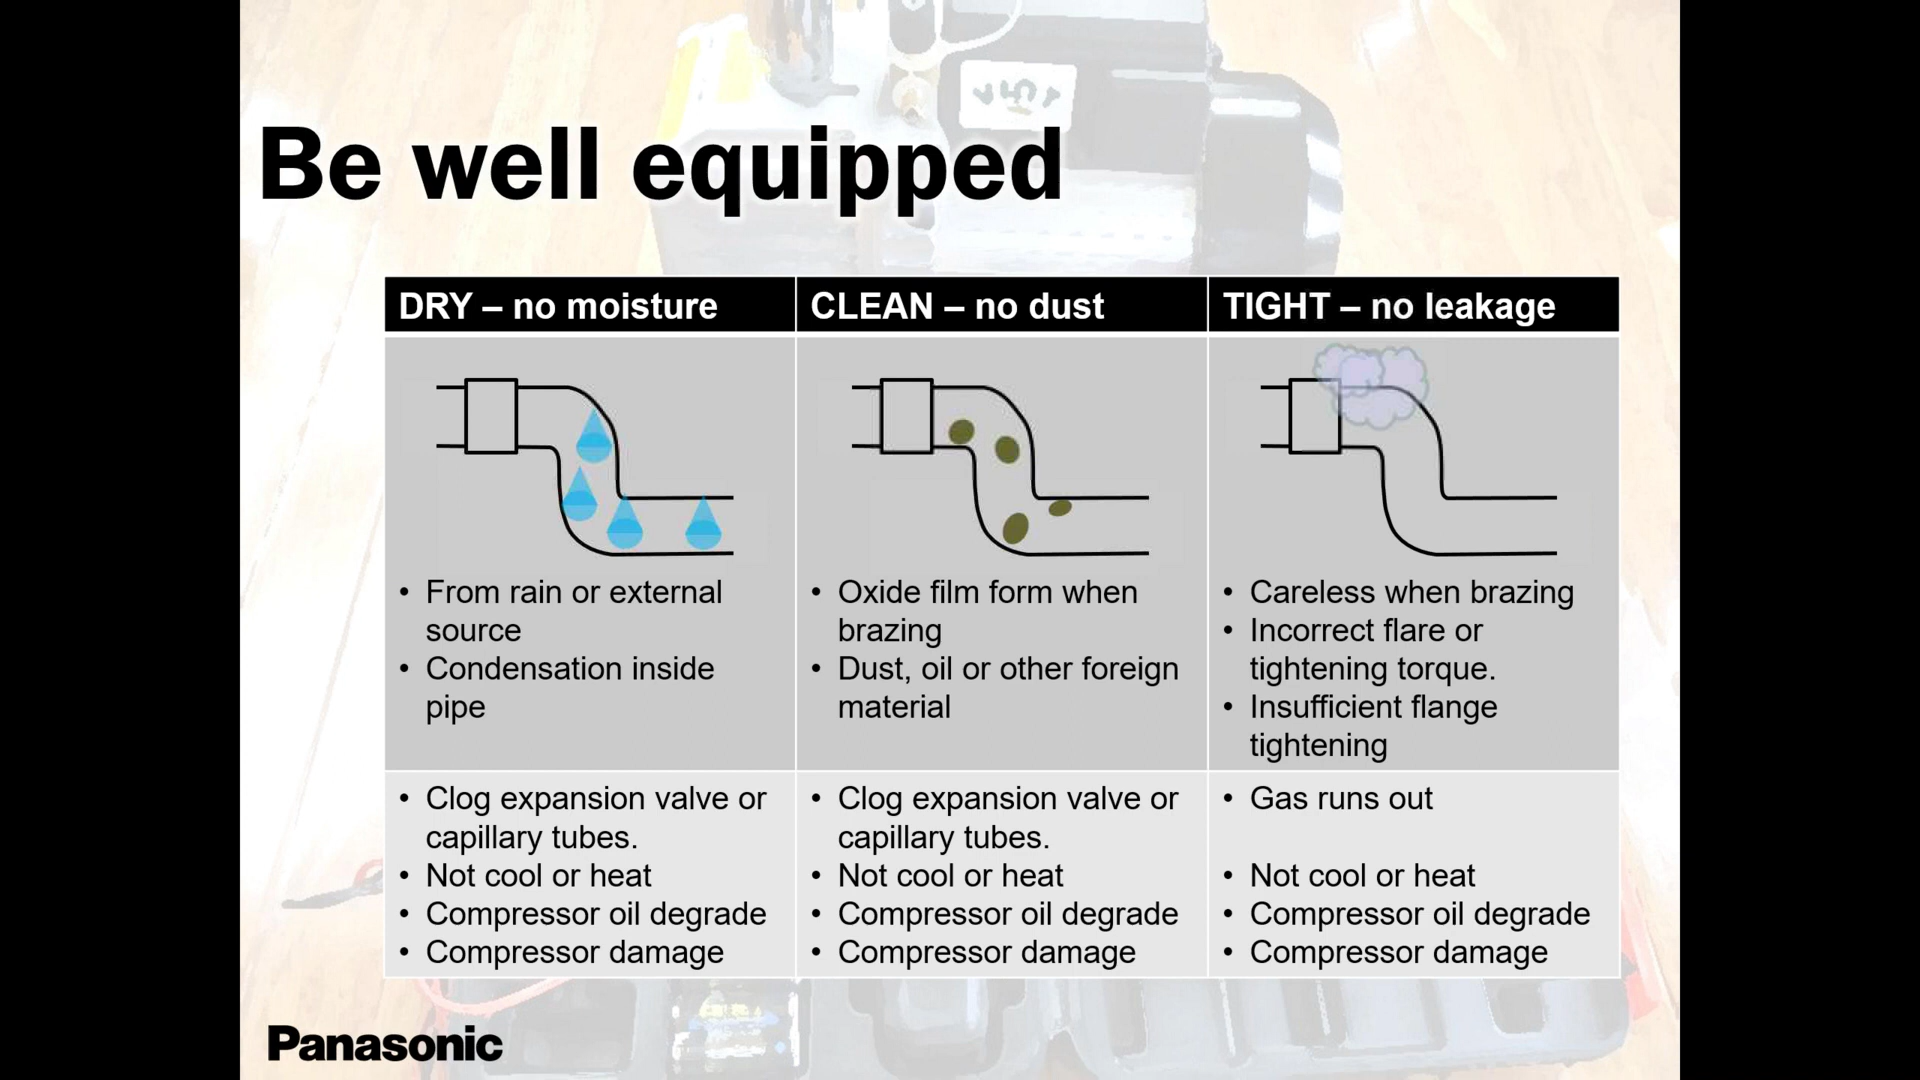 Be well equipped
DRY – no moisture
CLEAN – no dust
TIGHT – no leakage
• From rain or external
source
• Condensation inside
pipe
• Oxide film form when
brazing
• Dust, oil or other foreign
material
• Careless when brazing
• Incorrect flare or
tightening torque.
• Insufficient flange
tightening
• Clog expansion valve or
capillary tubes.
• Not cool or heat
• Compressor oil degrade
• Compressor damage
• Clog expansion valve or
capillary tubes.
• Not cool or heat
• Compressor oil degrade
• Compressor damage
• Gas runs out
• Not cool or heat
• Compressor oil degrade
• Compressor damage
Panasonic